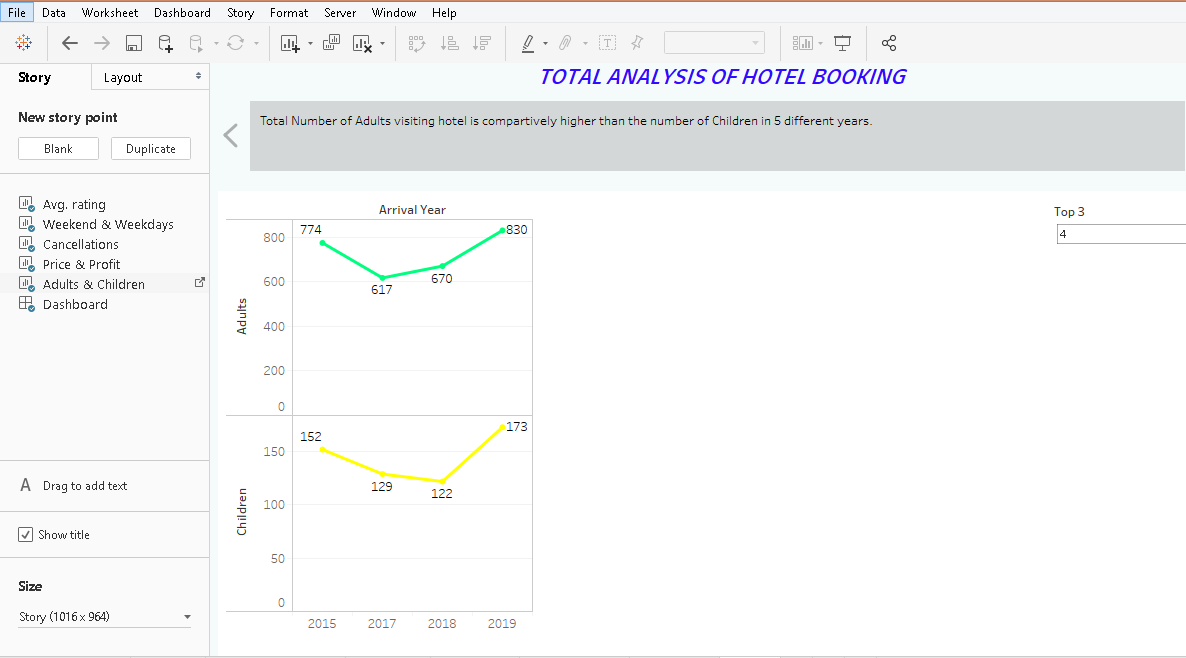 File Data Worksheet Dashboard Story Format Server Window Help
Story Layout
TOTAL ANALYSIS OF HOTEL BOOKING
New story point
Blank Duplicate
Total Number of Adults visiting hotel is compartively higher than the number of Children in 5 different years.
Avg. rating
Weekend & Weekdays
Cancellations
Price & Profit
Adults & Children
Dashboard
A Drag to add text
Show title
Size
Story (1016 x 964)
Arrival Year
Adults
800
600
400
200
0
774
617
670
830
Children
150
100
50
0
152
129
122
173
2015 2017 2018 2019
Top 3
4